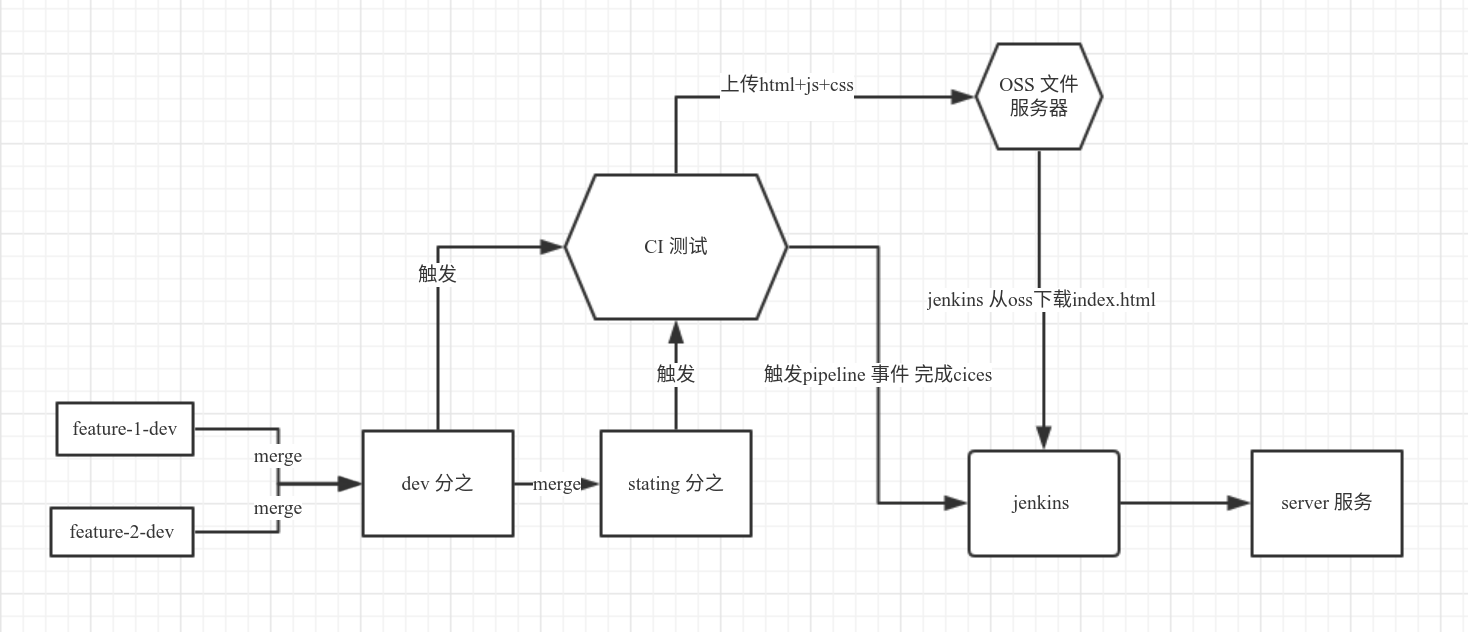 上传html+js+css
OSS 文件
服务器
CI 测试
触发
jenkins 从oss下载index.html
触发
触发pipeline 事件 完成cices
feature-1-dev
merge
dev 分之
merge
stating 分之
merge
feature-2-dev
jenkins
server 服务